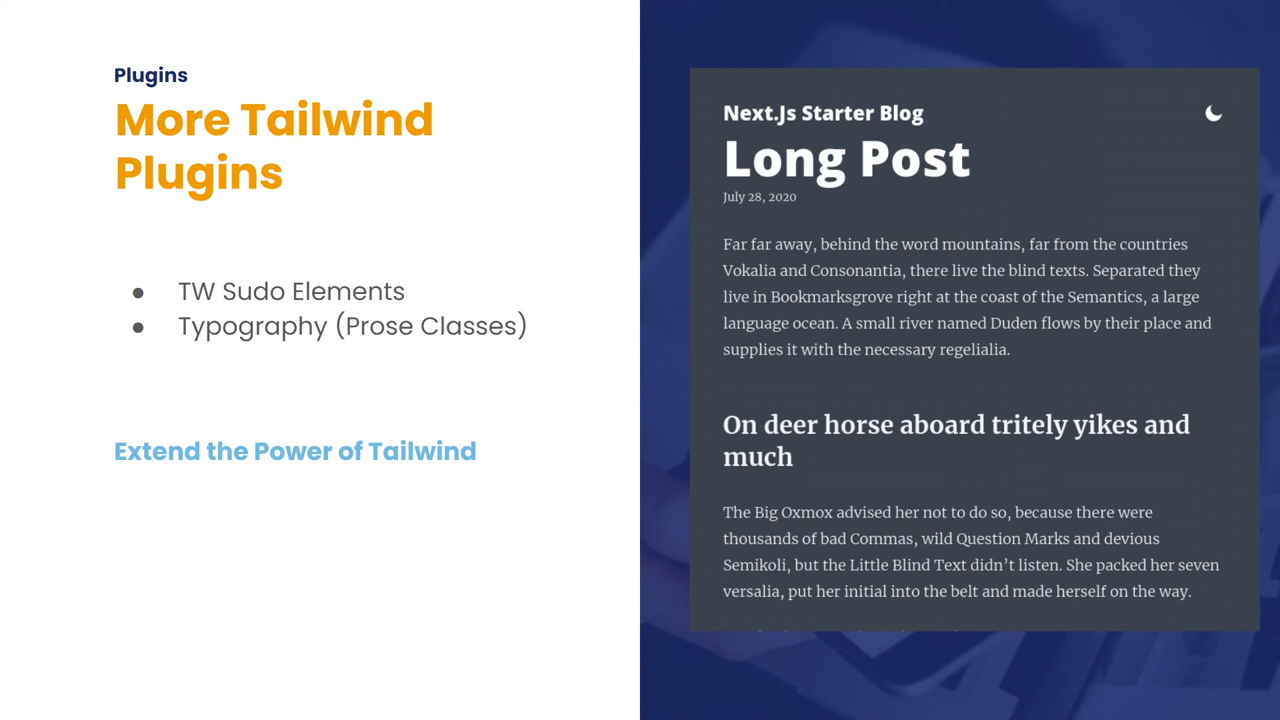 Plugins
More Tailwind
Plugins
● TW Sudo Elements
● Typography (Prose Classes)
Extend the Power of Tailwind
Next.Js Starter Blog
Long Post
July 28, 2020
Far far away, behind the word mountains, far from the countries
Vokalia and Consonantia, there live the blind texts. Separated they
live in Bookmarksgrove right at the coast of the Semantics, a large
language ocean. A small river named Duden flows by their place and
supplies it with the necessary regelialia.
On deer horse aboard tritely yikes and
much
The Big Oxmox advised her not to do so, because there were
thousands of bad Commas, wild Question Marks and devious
Semikoli, but the Little Blind Text didn’t listen. She packed her seven
versalia, put her initial into the belt and made herself on the way.